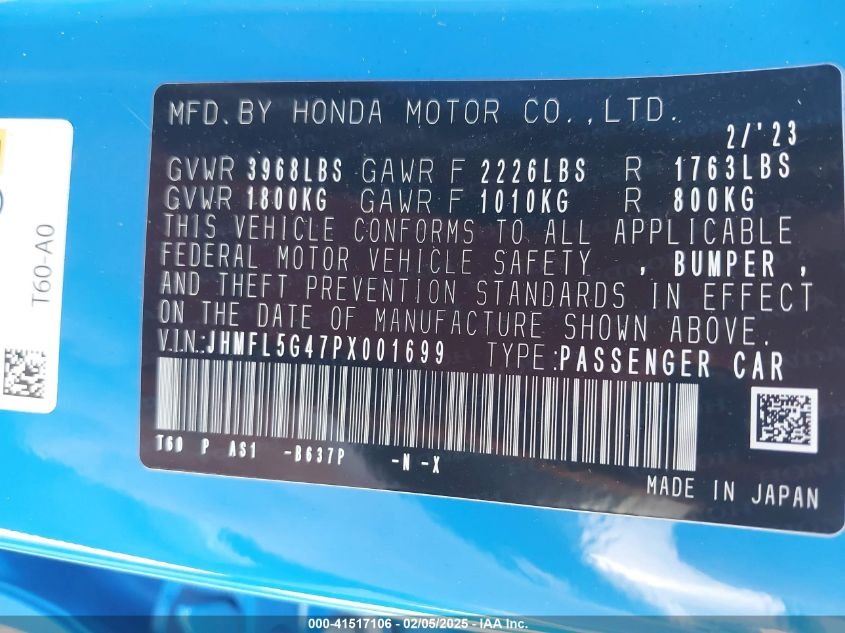 MFD.BY HONDA MOTOR CO.,LTD.
2/'23
GVWR 3968LBS GAWR F 2226LBS R 1763LBS
GVWR 1800KG GAWR F 1010KG R 800KG
THIS VEHICLE CONFORMS TO ALL APPLICABLE
FEDERAL MOTOR VEHICLE SAFETY , BUMPER ,
AND THEFT PREVENTION STANDARDS IN EFFECT
ON THE DATE OF MANUFACTURE SHOWN ABOVE.
V.I.N.:JHMFL5G47PX001699 TYPE:PASSENGER CAR
T60 P AS1 -B637P -N -X
MADE IN JAPAN
T60-A0
000-41517106 - 02/05/2025 - IAA Inc.